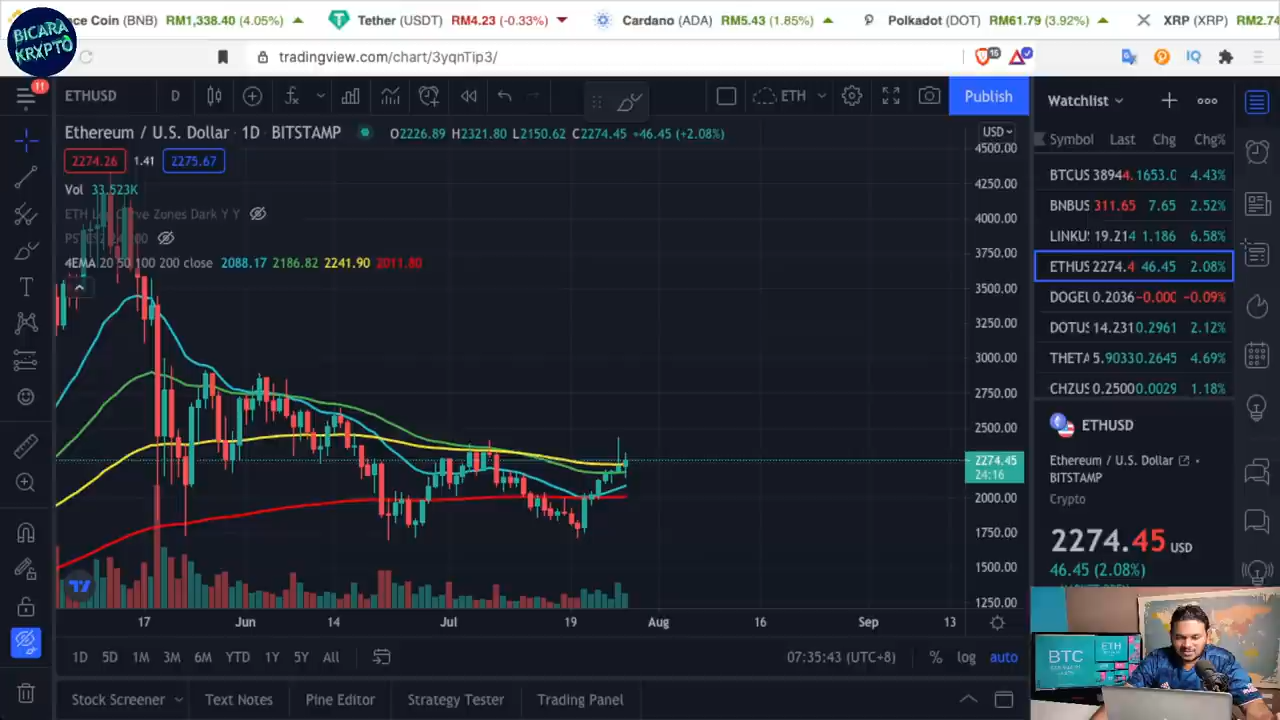 ce Coin (BNB) RM1,338.40 (4.05%) Tether (USDT) RM4.23 (-0.33%) Cardano (ADA) RM5.43 (1.85%) Polkadot (DOT) RM61.79 (3.92%) XRP (XRP) RM2.74
BICARA
KRYPTO
tradingview.com/chart/3yqnTip3/ 15
IQ
11
ETHUSD D ETH Publish
Watchlist
Ethereum / U.S. Dollar · 1D BITSTAMP O2226.89 H2321.80 L2150.62 C2274.45 +46.45 (+2.08%)
USD
Symbol Last Chg Chg%
2274.26 1.41 2275.67
Vol 33.523K
4EMA 20 50 100 200 close 2088.17 2186.82 2241.90 2011.80
4500.00
4250.00
4000.00
3750.00
3500.00
3250.00
3000.00
2750.00
2500.00
2274.45
24:16
2000.00
1750.00
1500.00
1250.00
BTCUS 38944. 1653.0 4.43%
BNBUS 311.65 7.65 2.52%
LINKUS 19.214 1.186 6.58%
ETHUS 2274.4 46.45 2.08%
DOGEU 0.2036 -0.000 -0.09%
DOTUS 14.231 0.2961 2.12%
THETA 5.9033 0.2645 4.69%
CHZUS 0.2500 0.0029 1.18%
ETHUSD
Ethereum / U.S. Dollar
BITSTAMP
Crypto
2274.45 USD
46.45 (2.08%)
17 Jun 14 Jul 19 Aug 16 Sep 13
1D 5D 1M 3M 6M YTD 1Y 5Y All 07:35:43 (UTC+8) % log auto
Stock Screener Text Notes Pine Editor Strategy Tester Trading Panel
BTC
ETH